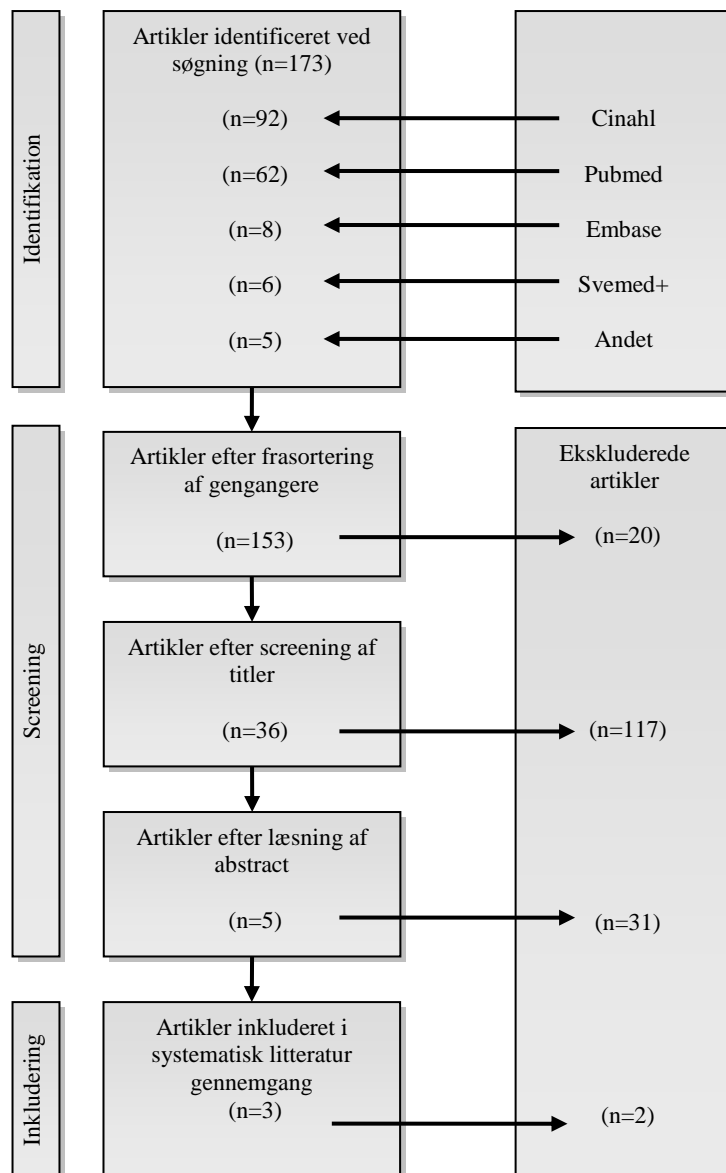 Identifikation
Artikler identificeret ved
søgning (n=173)
(n=92)
Cinahl
(n=62)
Pubmed
(n=8)
Embase
(n=6)
Svemed+
(n=5)
Andet
Screening
Artikler efter frasortering
af gengangere
(n=153)
Ekskluderede
artikler
(n=20)
Artikler efter screening af
titler
(n=36)
(n=117)
Artikler efter læsning af
abstract
(n=5)
(n=31)
Inkludering
Artikler inkluderet i
systematisk litteratur
gennemgang
(n=3)
(n=2)